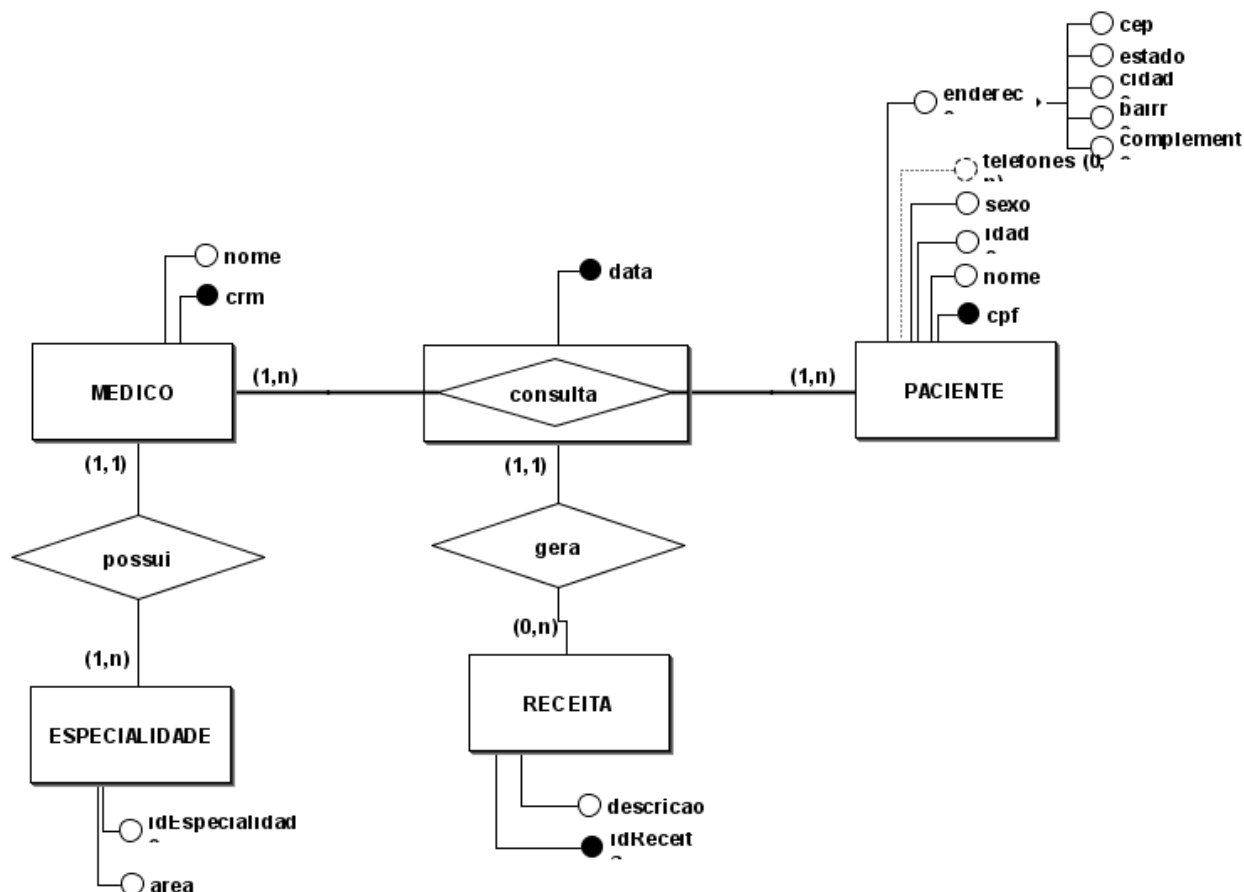 cep
estado
cidad
enderec
bairr
complement
telefones (0,
n)
sexo
idad
nome
nome
data
crm
cpf
(1,n)
(1,n)
MEDICO
consulta
PACIENTE
(1,1)
(1,1)
possui
gera
(0,n)
(1,n)
RECEITA
ESPECIALIDADE
descricao
idEspecialidad
idReceit
area